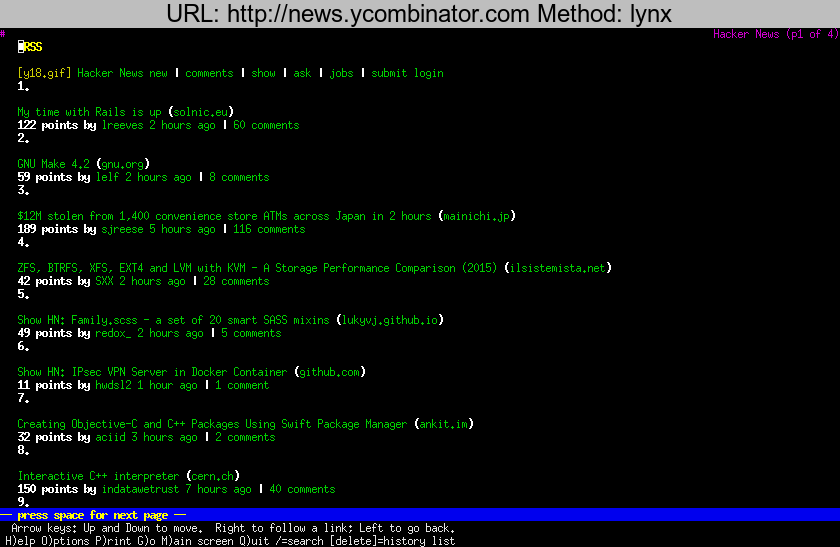 URL: http://news.ycombinator.com Method: lynx
# Hacker News (p1 of 4)
RSS
[y18.gif] Hacker News new | comments | show | ask | jobs | submit login
1.
My time with Rails is up (solnic.eu)
122 points by lreeves 2 hours ago | 60 comments
2.
GNU Make 4.2 (gnu.org)
59 points by lelf 2 hours ago | 8 comments
3.
$12M stolen from 1,400 convenience store ATMs across Japan in 2 hours (mainichi.jp)
189 points by sjreese 5 hours ago | 116 comments
4.
ZFS, BTRFS, XFS, EXT4 and LVM with KVM - A Storage Performance Comparison (2015) (ilsistemista.net)
42 points by SXX 2 hours ago | 28 comments
5.
Show HN: Family.scss - a set of 20 smart SASS mixins (lukyvj.github.io)
49 points by redox_ 2 hours ago | 5 comments
6.
Show HN: IPsec VPN Server in Docker Container (github.com)
11 points by hwdsl2 1 hour ago | 1 comment
7.
Creating Objective-C and C++ Packages Using Swift Package Manager (ankit.im)
32 points by aciid 3 hours ago | 2 comments
8.
Interactive C++ interpreter (cern.ch)
150 points by indatawetrust 7 hours ago | 40 comments
9.
-- press space for next page --
Arrow keys: Up and Down to move. Right to follow a link; Left to go back.
H)elp O)ptions P)rint G)o M)ain screen Q)uit /=search [delete]=history list